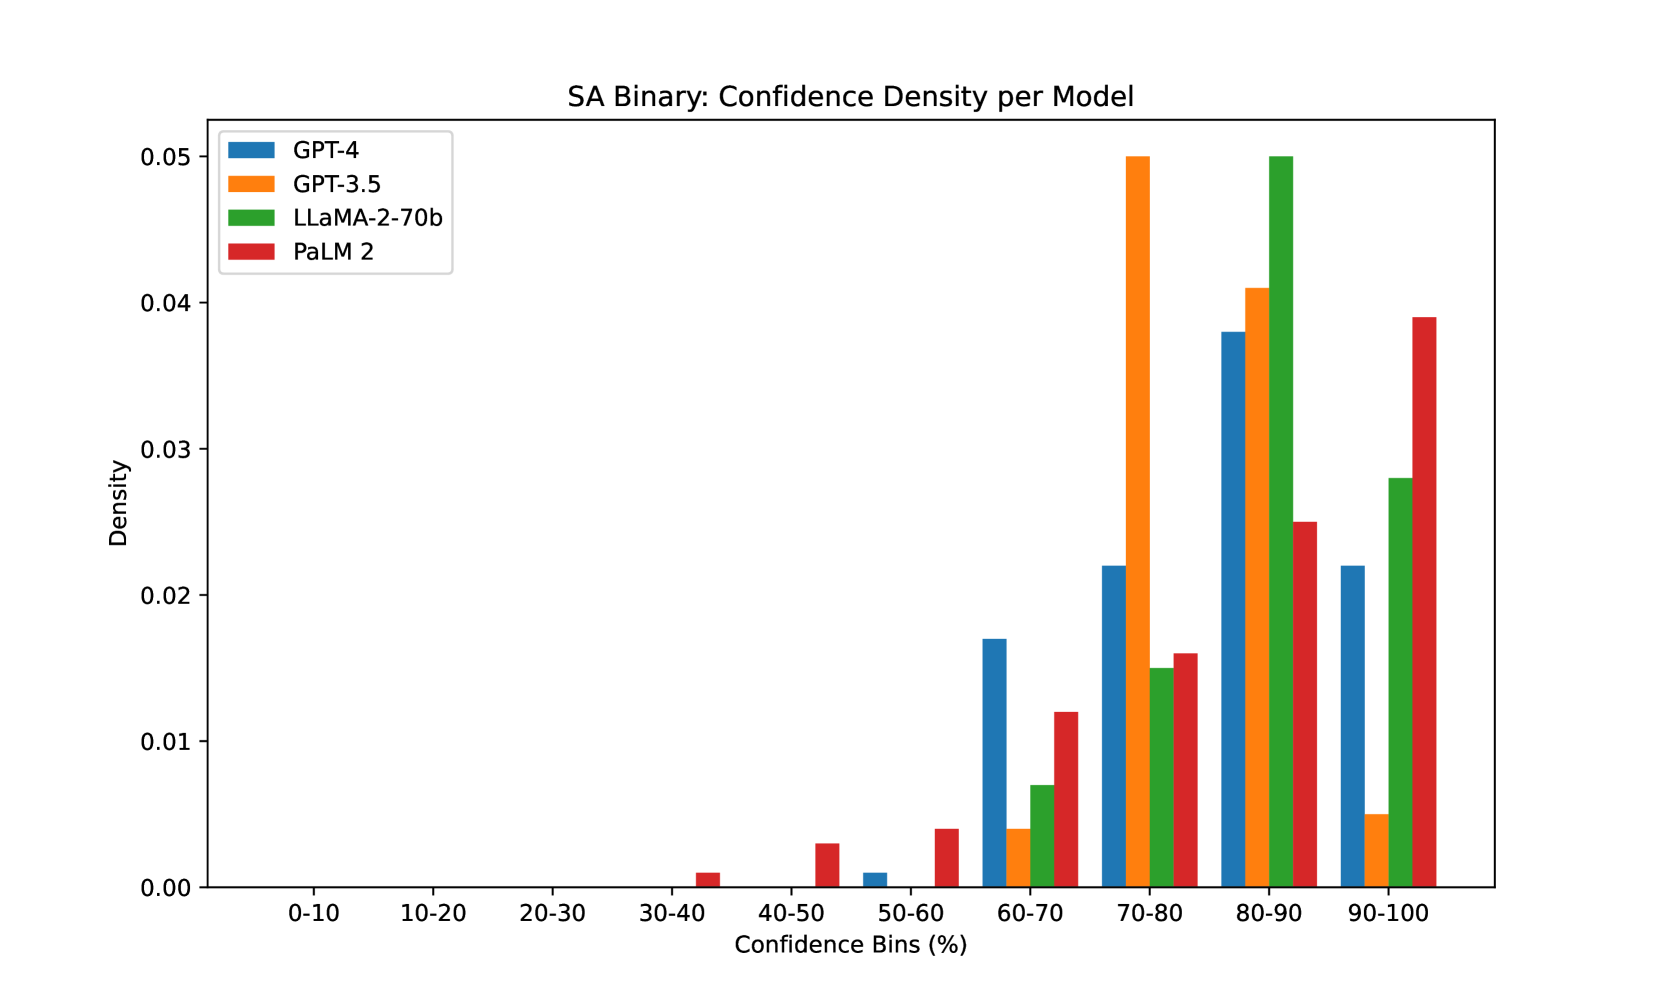 SA Binary: Confidence Density per Model
GPT-4
GPT-3.5
LLaMA-2-70b
PaLM 2
0.05
0.04
0.03
0.02
0.01
0.00
Density
0-10 10-20 20-30 30-40 40-50 50-60 60-70 70-80 80-90 90-100
Confidence Bins (%)